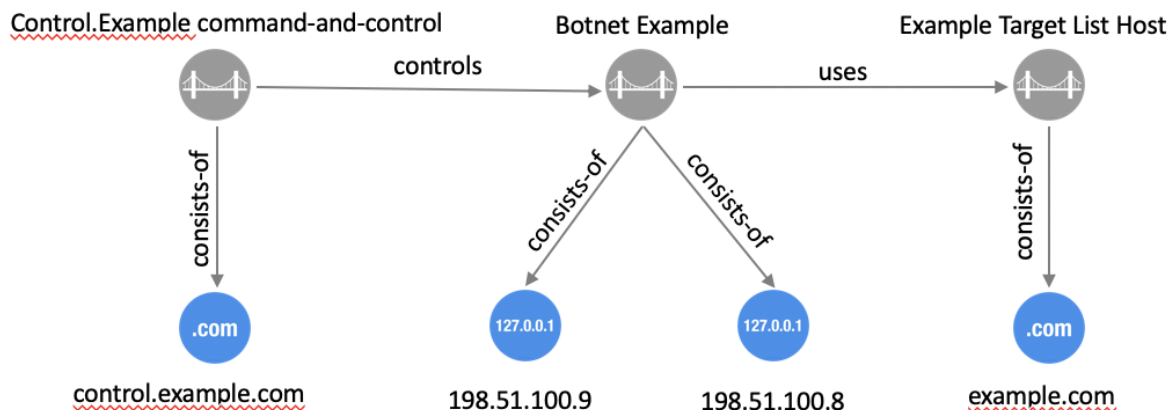 Control.Example command-and-control
Botnet Example
Example Target List Host
controls
uses
consists-of
consists-of
consists-of
consists-of
.com
127.0.0.1
127.0.0.1
.com
control.example.com
198.51.100.9
198.51.100.8
example.com